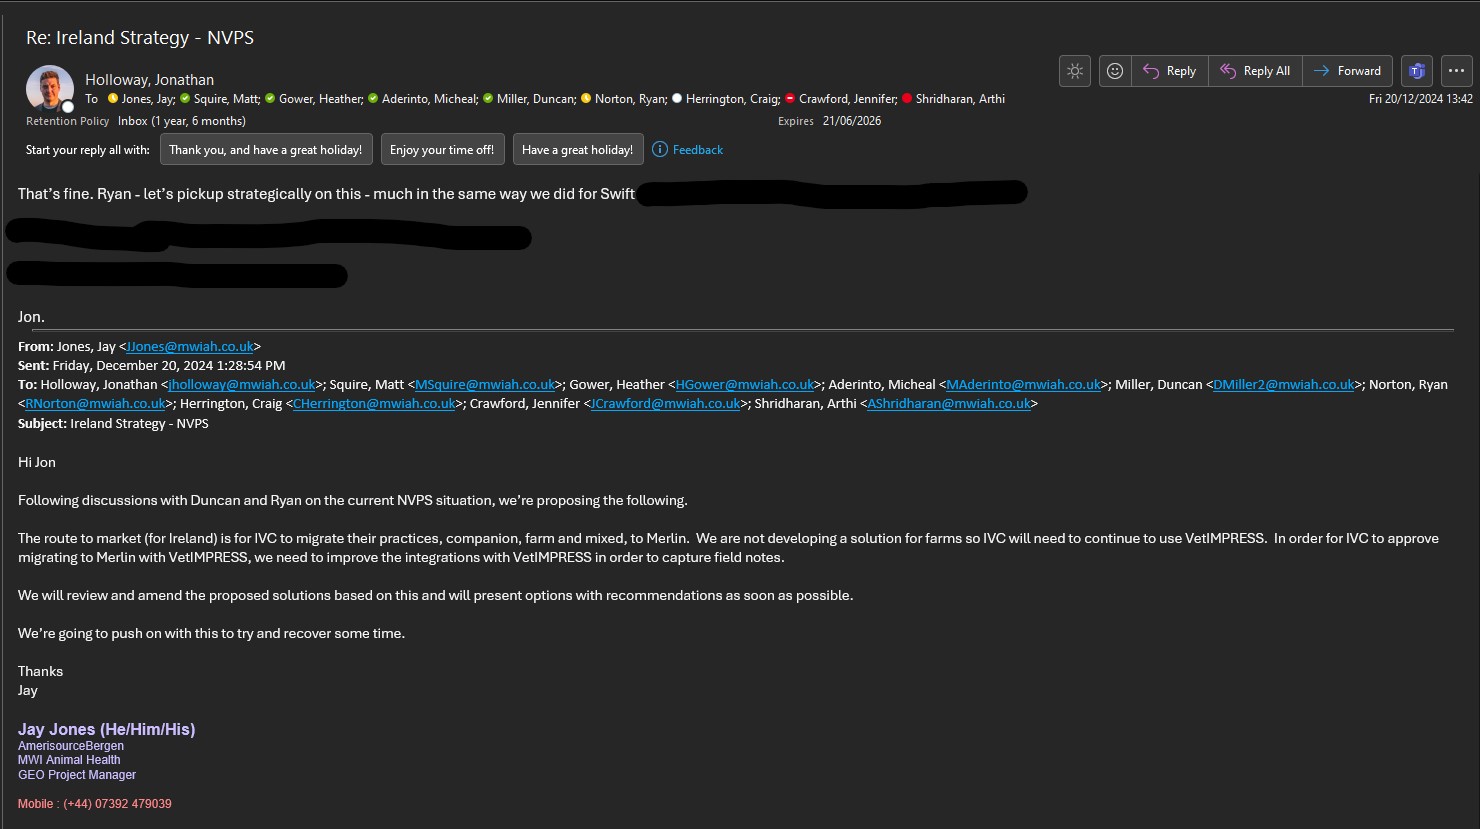 Re: Ireland Strategy - NVPS
Holloway, Jonathan
To Jones, Jay; Squire, Matt; Gower, Heather; Aderinto, Micheal; Miller, Duncan; Norton, Ryan; Herrington, Craig; Crawford, Jennifer; Shridharan, Arthi
Reply
Reply All
Forward
Fri 20/12/2024 13:42
Retention Policy Inbox (1 year, 6 months)
Expires 21/06/2026
Start your reply all with: Thank you, and have a great holiday! Enjoy your time off! Have a great holiday! Feedback
That's fine. Ryan - let's pickup strategically on this - much in the same way we did for Swift
Jon.
From: Jones, Jay <JJones@mwiah.co.uk>
Sent: Friday, December 20, 2024 1:28:54 PM
To: Holloway, Jonathan <jholloway@mwiah.co.uk>; Squire, Matt <MSquire@mwiah.co.uk>; Gower, Heather <HGower@mwiah.co.uk>; Aderinto, Micheal <MAderinto@mwiah.co.uk>; Miller, Duncan <DMiller2@mwiah.co.uk>; Norton, Ryan
<RNorton@mwiah.co.uk>; Herrington, Craig <CHerrington@mwiah.co.uk>; Crawford, Jennifer <JCrawford@mwiah.co.uk>; Shridharan, Arthi <AShridharan@mwiah.co.uk>
Subject: Ireland Strategy - NVPS
Hi Jon
Following discussions with Duncan and Ryan on the current NVPS situation, we're proposing the following.
The route to market (for Ireland) is for IVC to migrate their practices, companion, farm and mixed, to Merlin. We are not developing a solution for farms so IVC will need to continue to use VetIMPRESS. In order for IVC to approve
migrating to Merlin with VetIMPRESS, we need to improve the integrations with VetIMPRESS in order to capture field notes.
We will review and amend the proposed solutions based on this and will present options with recommendations as soon as possible.
We're going to push on with this to try and recover some time.
Thanks
Jay
Jay Jones (He/Him/His)
AmerisourceBergen
MWI Animal Health
GEO Project Manager
Mobile : (+44) 07392 479039